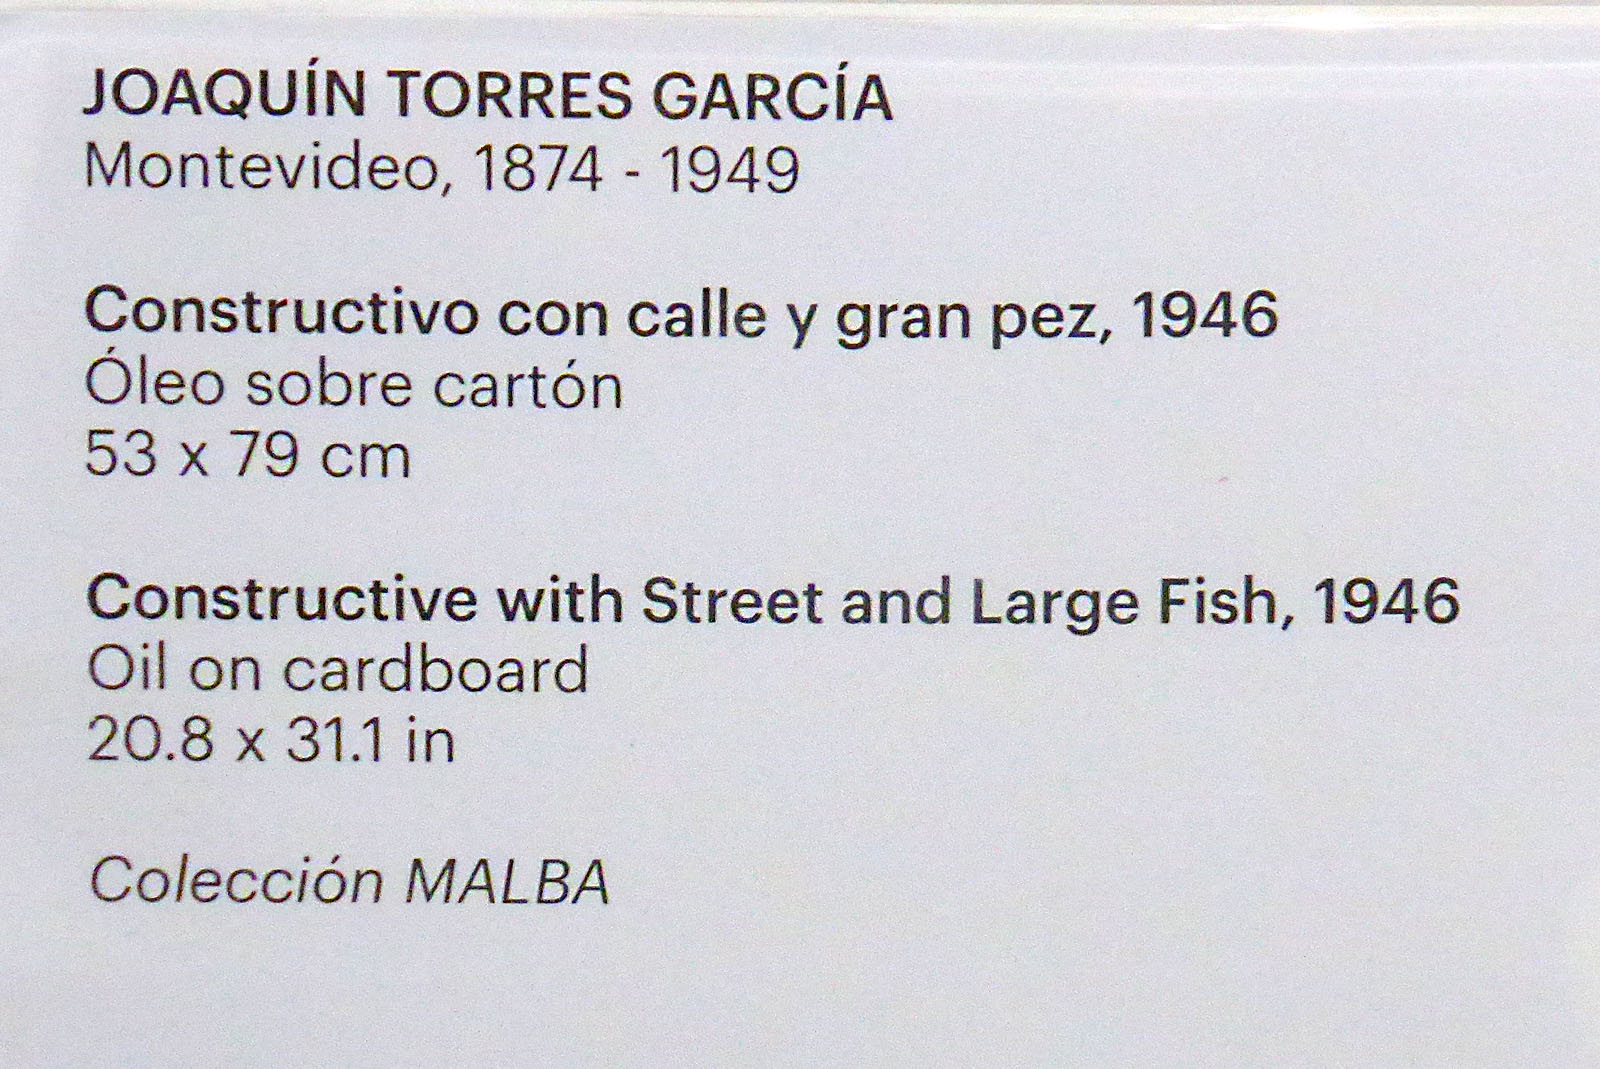 JOAQUÍN TORRES GARCÍA
Montevideo, 1874 - 1949
Constructivo con calle y gran pez, 1946
Óleo sobre cartón
53 x 79 cm
Constructive with Street and Large Fish, 1946
Oil on cardboard
20.8 x 31.1 in
Colección MALBA